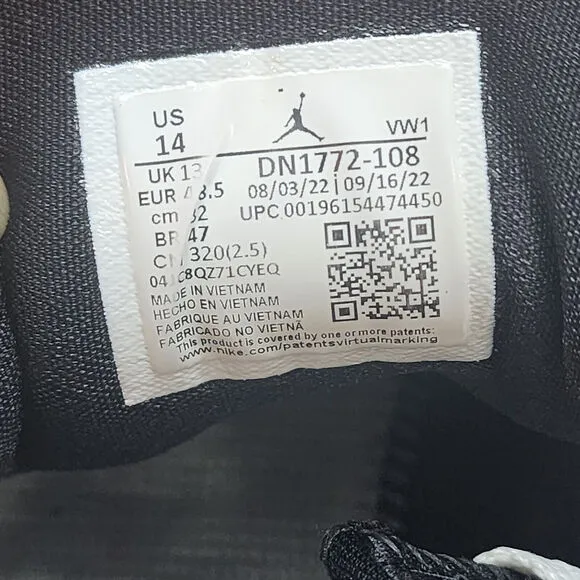 US
14
VW1
UK 13
DN1772-108
EUR 48.5
08/03/22 | 09/16/22
cm 32
UPC 00196154474450
BR 47
CN 320(2.5)
MADE IN VIETNAM
HECHO EN VIETNAM
FABRIQUE AU VIETNAM
FABRICADO NO VIETNÃ
This product is covered by one or more patents:
www.nike.com/patentsvirtualmarking